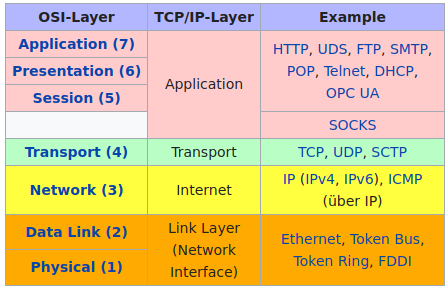 OSI-Layer TCP/IP-Layer Example
Application (7)
Presentation (6)
Session (5)
Application
HTTP, UDS, FTP, SMTP,
POP, Telnet, DHCP,
OPC UA
SOCKS
Transport (4) Transport TCP, UDP, SCTP
Network (3) Internet
IP (IPv4, IPv6), ICMP
(über IP)
Data Link (2)
Physical (1)
Link Layer
(Network
Interface)
Ethernet, Token Bus,
Token Ring, FDDI